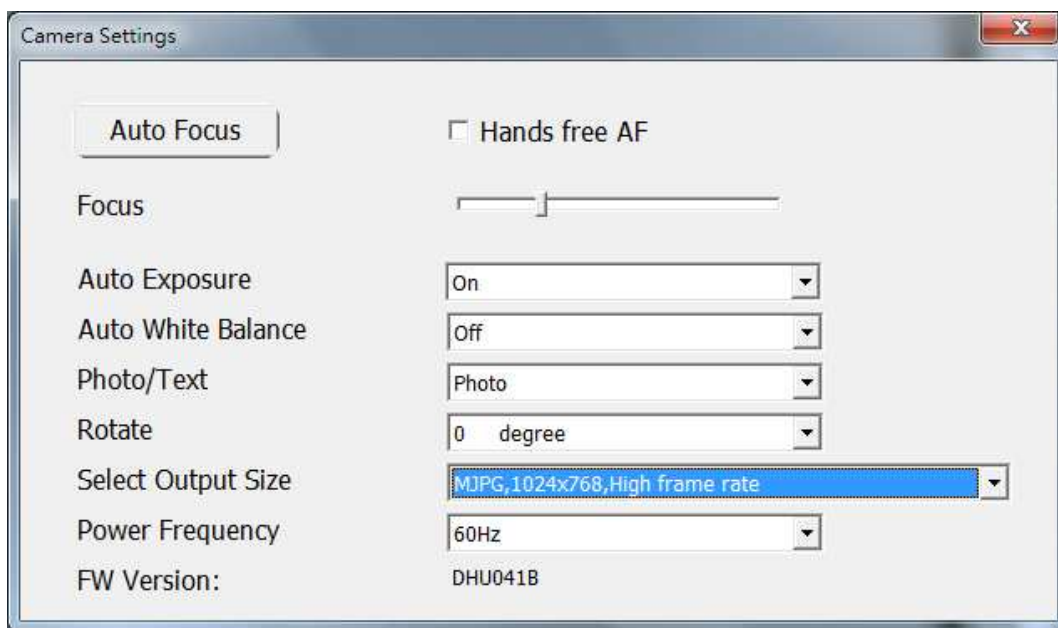 Camera Settings
Auto Focus
Hands free AF
Focus
Auto Exposure On
Auto White Balance Off
Photo/Text Photo
Rotate 0 degree
Select Output Size MJPG,1024x768,High frame rate
Power Frequency 60Hz
FW Version: DHU041B